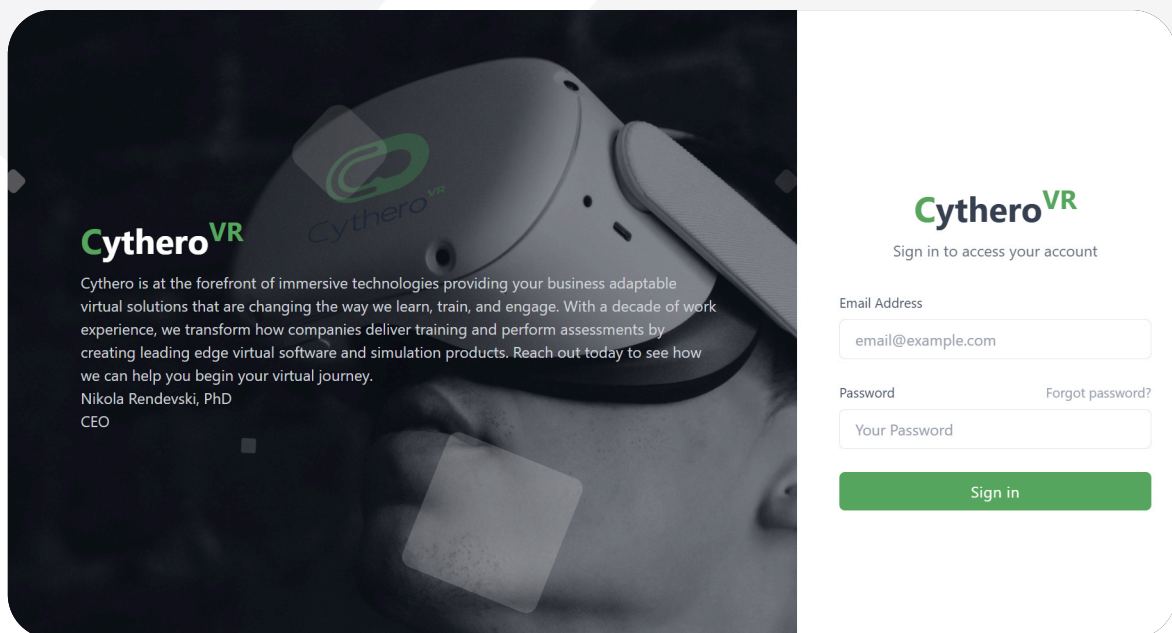 Cythero VR
CytheroVR
Cythero is at the forefront of immersive technologies providing your business adaptable
virtual solutions that are changing the way we learn, train, and engage. With a decade of work
experience, we transform how companies deliver training and perform assessments by
creating leading edge virtual software and simulation products. Reach out today to see how
we can help you begin your virtual journey.
Nikola Rendevski, PhD
CEO
CytheroVR
Sign in to access your account
Email Address
email@example.com
Password Forgot password?
Your Password
Sign in